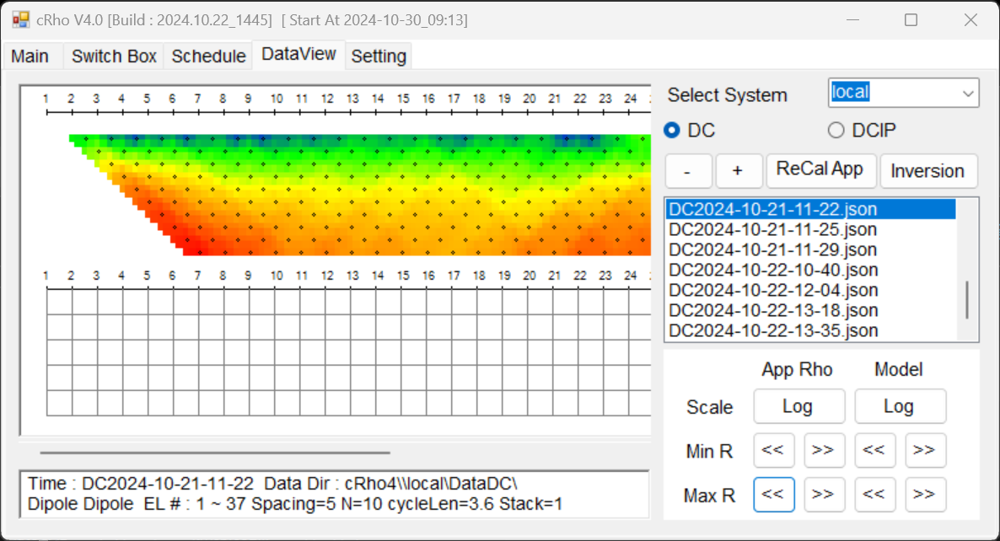 cRho V4.0 [Build : 2024.10.22_1445]  [ Start At 2024-10-30_09:13]
Main Switch Box Schedule DataView Setting
1 2 3 4 5 6 7 8 9 10 11 12 13 14 15 16 17 18 19 20 21 22 23 24
1 2 3 4 5 6 7 8 9 10 11 12 13 14 15 16 17 18 19 20 21 22 23 24
Time : DC2024-10-21-11-22  Data Dir : cRho4\\local\DataDC\
Dipole Dipole  EL # : 1 ~ 37 Spacing=5 N=10 cycleLen=3.6 Stack=1
Select System local
DC DCIP
- + ReCal App Inversion
DC2024-10-21-11-22.json
DC2024-10-21-11-25.json
DC2024-10-21-11-29.json
DC2024-10-22-10-40.json
DC2024-10-22-12-04.json
DC2024-10-22-13-18.json
DC2024-10-22-13-35.json
App Rho Model
Scale Log Log
Min R << >> << >>
Max R << >> << >>